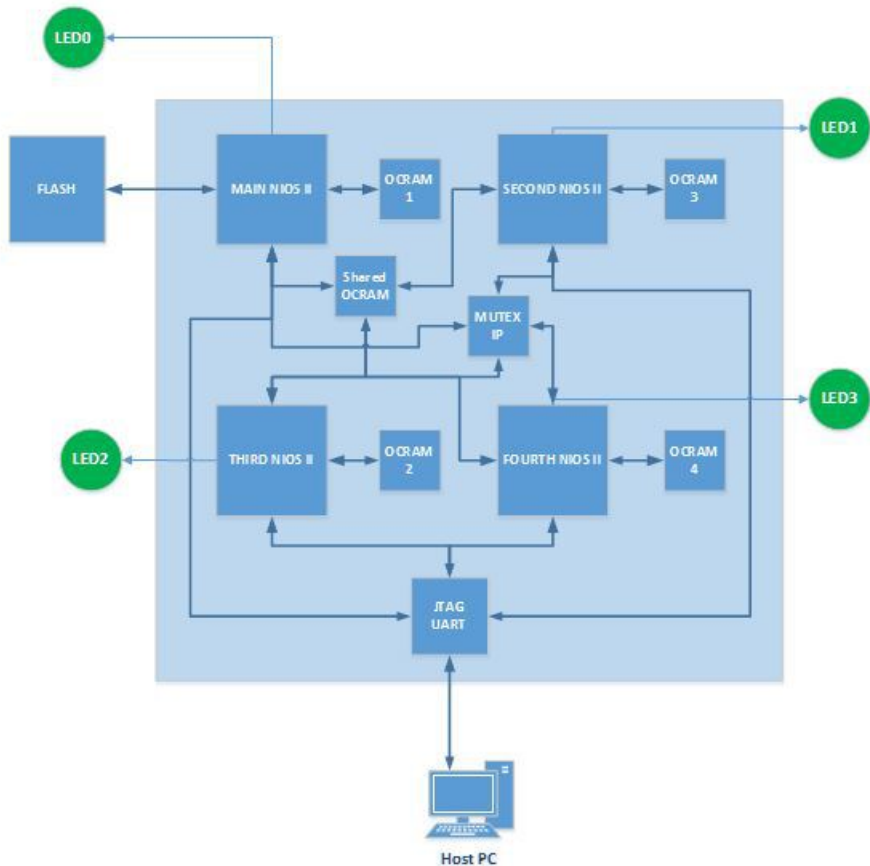 LED0
LED1
FLASH
MAIN NIOS II
OCRAM
1
SECOND NIOS II
OCRAM
3
Shared
OCRAM
MUTEX
IP
LED3
LED2
THIRD NIOS II
OCRAM
2
FOURTH NIOS II
OCRAM
4
JTAG
UART
Host PC